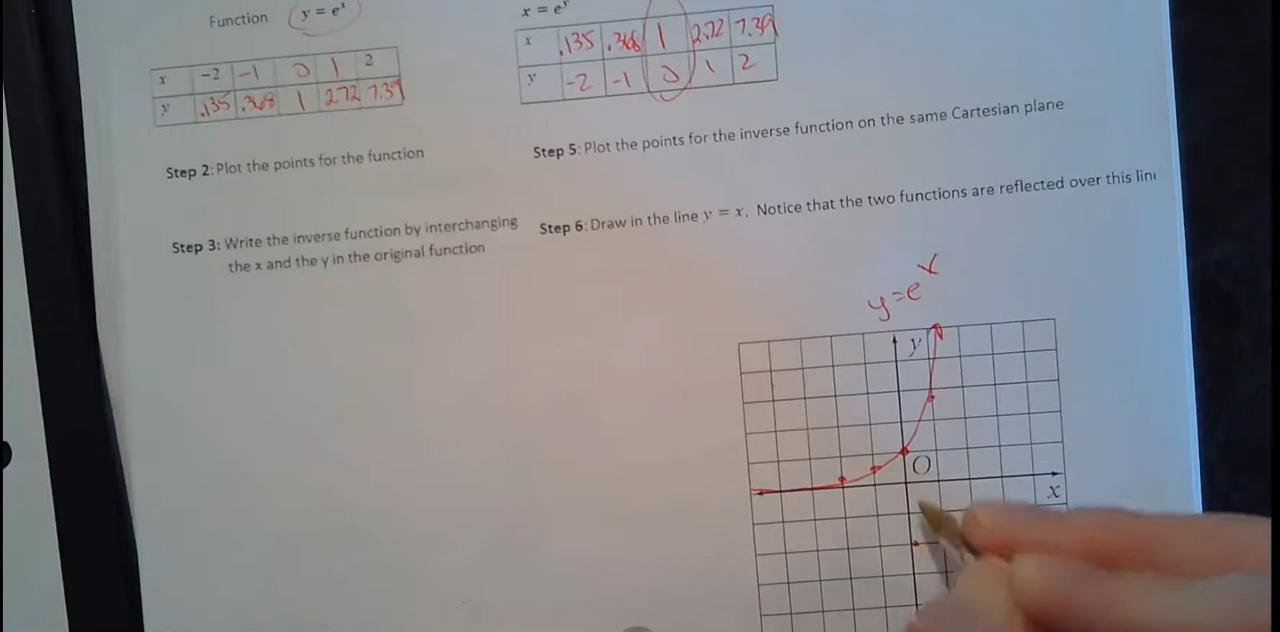 Function y = eˣ
x | -2 | -1 | 0 | 1 | 2
y | .135 | .368 | 1 | 2.72 | 7.39
Step 2: Plot the points for the function
Step 3: Write the inverse function by interchanging
the x and the y in the original function
x = eʸ
x | .135 | .368 | 1 | 2.72 | 7.39
y | -2 | -1 | 0 | 1 | 2
Step 5: Plot the points for the inverse function on the same Cartesian plane
Step 6: Draw in the line y = x. Notice that the two functions are reflected over this line
y=eˣ
y
O
x